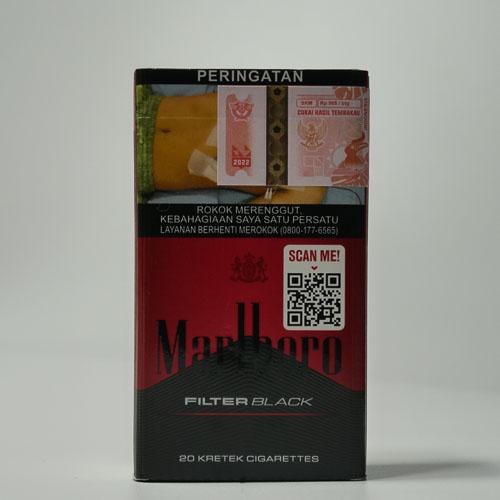 PERINGATAN
SKM
CUKAI HASIL TEMBAKAU
2022
ROKOK MERENGGUT
KEBAHAGIAAN SAYA SATU PERSATU
LAYANAN BERHENTI MEROKOK (0800-177-6565)
SCAN ME!
Marlboro
FILTER BLACK
20 KRETEK CIGARETTES